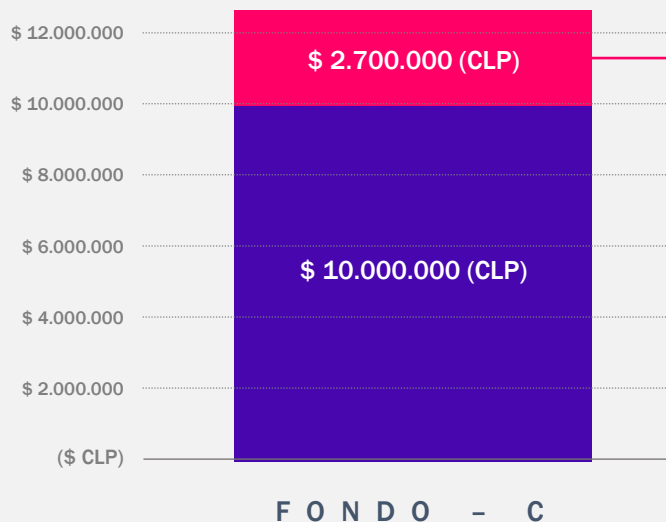 $ 12.000.000
$ 2.700.000 (CLP)
$ 10.000.000
$ 8.000.000
$ 6.000.000
$ 10.000.000 (CLP)
$ 4.000.000
$ 2.000.000
($ CLP)
FONDO – C